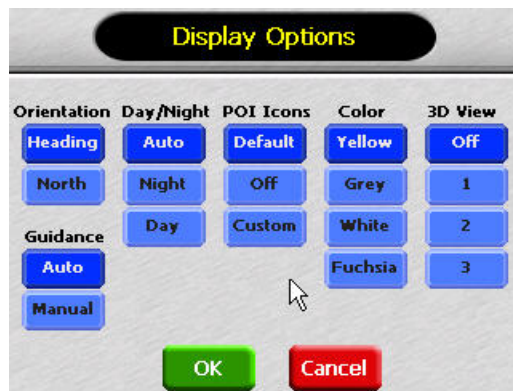 Display Options
Orientation Day/Night POI Icons Color 3D View
Heading Auto Default Yellow Off
North Night Off Grey 1
Day Custom White 2
Guidance
Auto Fuchsia 3
Manual
OK Cancel